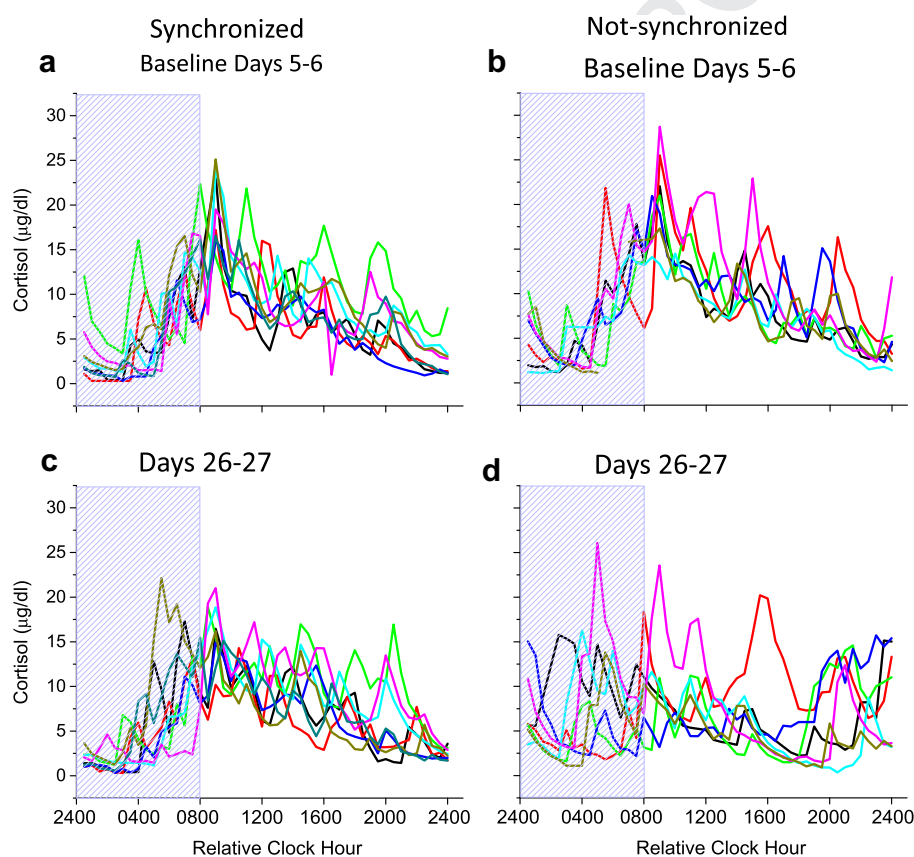 Synchronized
Not-synchronized
a
Baseline Days 5-6
b
Baseline Days 5-6
30
25
20
15
10
5
0
Cortisol (µg/dl)
c
Days 26-27
d
Days 26-27
30
25
20
15
10
5
0
Cortisol (µg/dl)
2400 0400 0800 1200 1600 2000 2400
2400 0400 0800 1200 1600 2000 2400
Relative Clock Hour
Relative Clock Hour